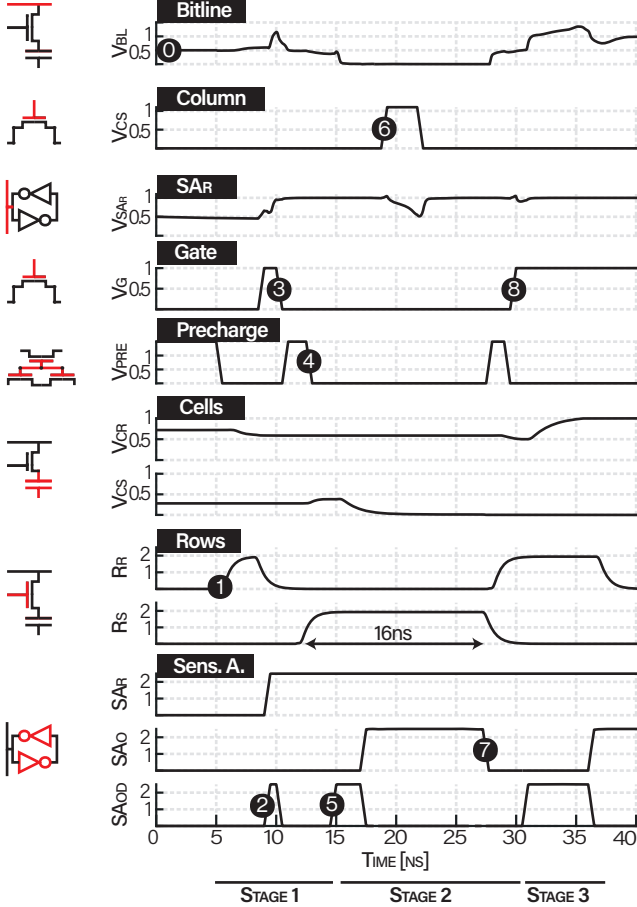 Bitline
VBL
1
0.5
0
Column
VCS
1
0.5
6
SAR
VSAR
1
0.5
Gate
VG
1
0.5
3
8
Precharge
VPRE
1
0.5
4
Cells
VCR
1
0.5
VCS
1
0.5
Rows
RR
2
1
1
RS
2
1
16ns
Sens. A.
SAR
2
1
SAO
2
1
7
SAOD
2
1
2
5
0 5 10 15 20 25 30 35 40
TIME [NS]
STAGE 1 STAGE 2 STAGE 3